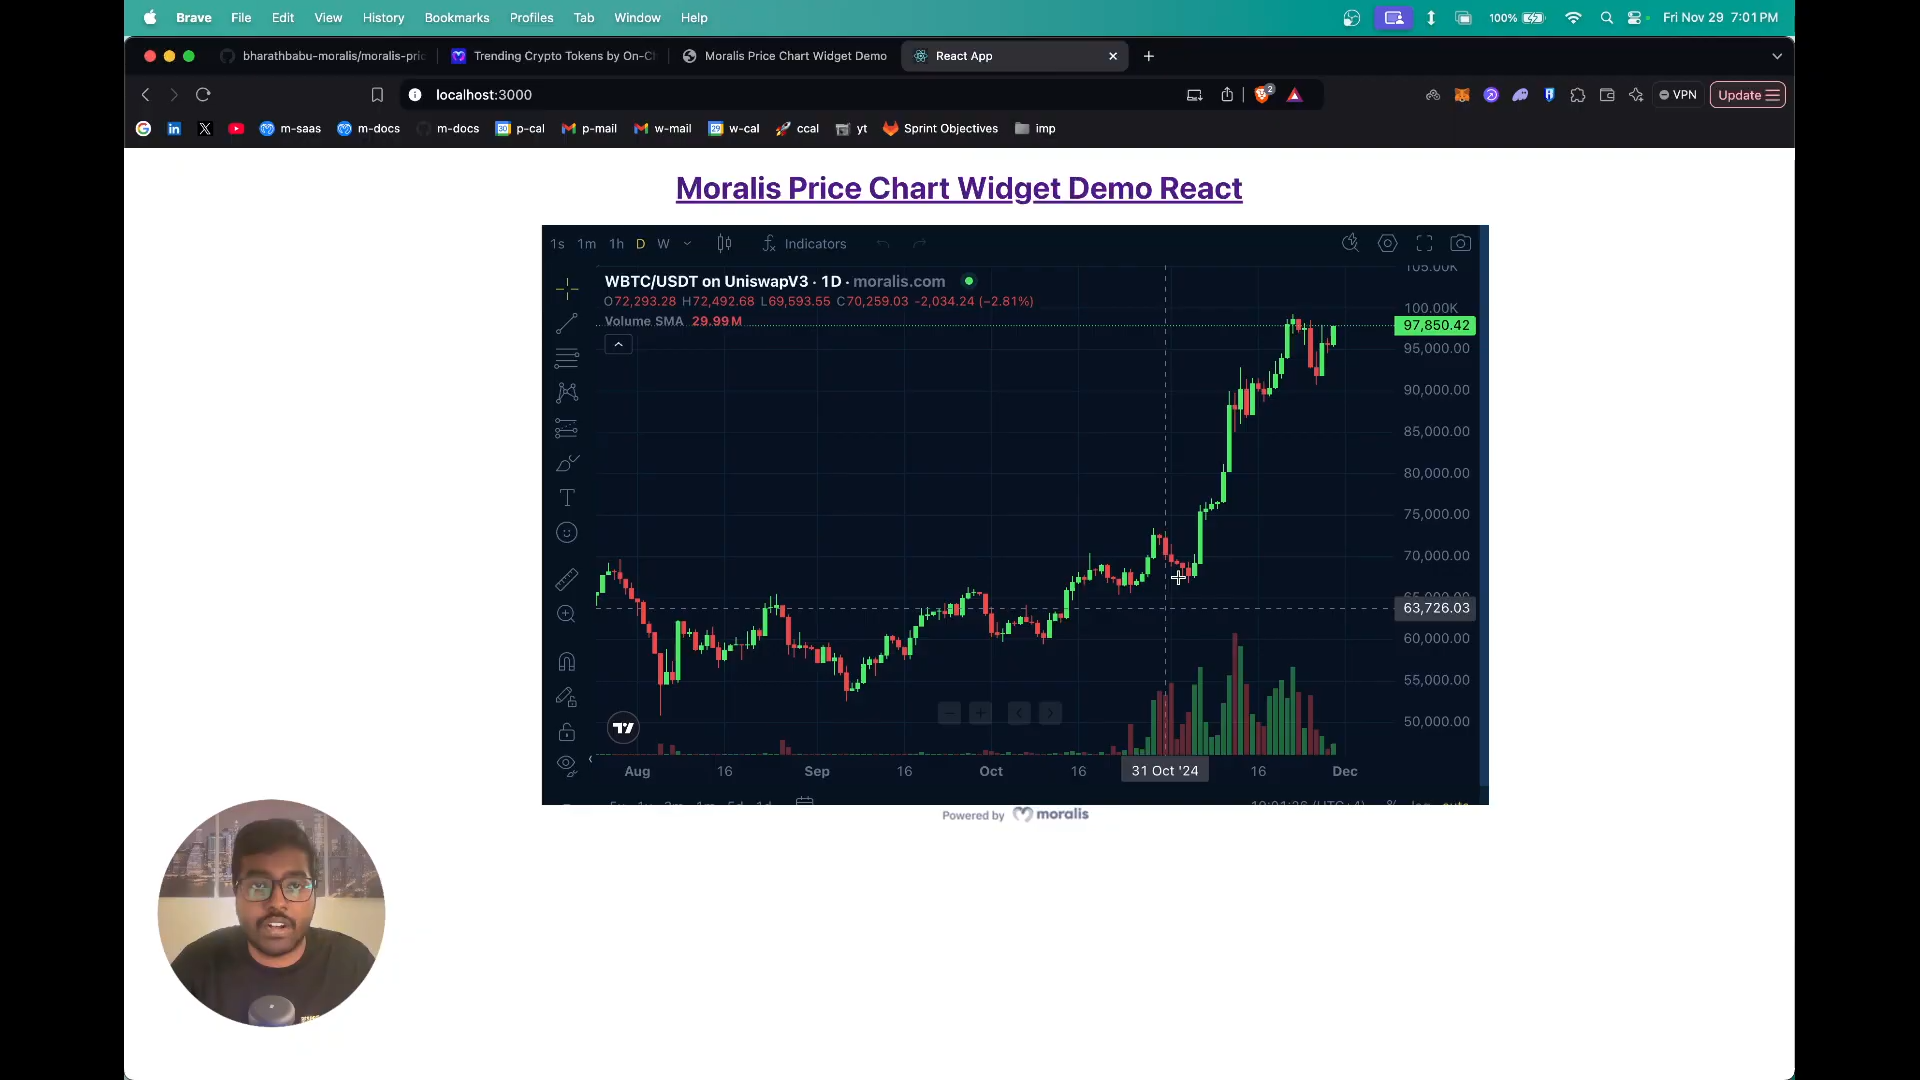 Brave File Edit View History Bookmarks Profiles Tab Window Help 100% Fri Nov 29 7:01 PM
bharathbabu-moralis/moralis-pric Trending Crypto Tokens by On-Ch Moralis Price Chart Widget Demo React App
localhost:3000 2 VPN Update
m-saas m-docs m-docs p-cal p-mail w-mail w-cal ccal yt Sprint Objectives imp
Moralis Price Chart Widget Demo React
1s 1m 1h D W Indicators
WBTC/USDT on UniswapV3 · 1D · moralis.com
O72,293.28 H72,492.68 L69,593.55 C70,259.03 -2,034.24 (−2.81%)
Volume SMA 29.99M
105.00K
100.00K
97,850.42
95,000.00
90,000.00
85,000.00
80,000.00
75,000.00
70,000.00
65,000.00
63,726.03
60,000.00
55,000.00
50,000.00
Aug 16 Sep 16 Oct 16 31 Oct '24 16 Dec
Powered by moralis